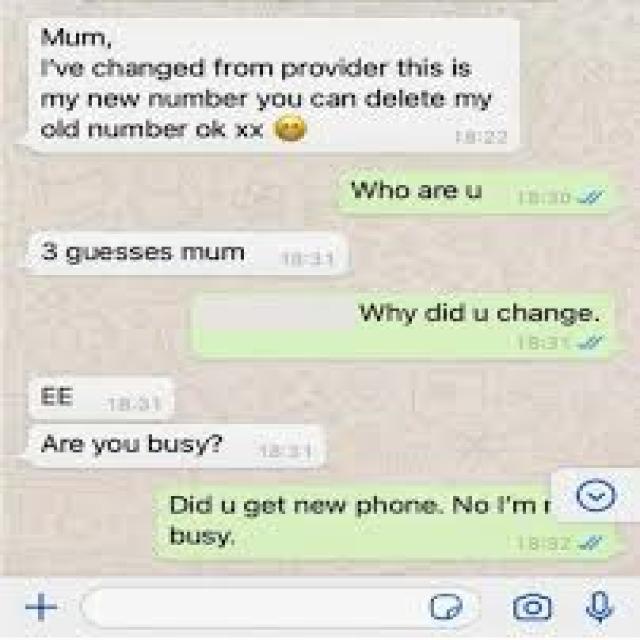 Mum,
I've changed from provider this is
my new number you can delete my
old number ok xx 😊
18:22
Who are u
18:30
3 guesses mum
18:31
Why did u change.
18:31
EE
18:31
Are you busy?
18:31
Did u get new phone. No I'm
busy.
18:32